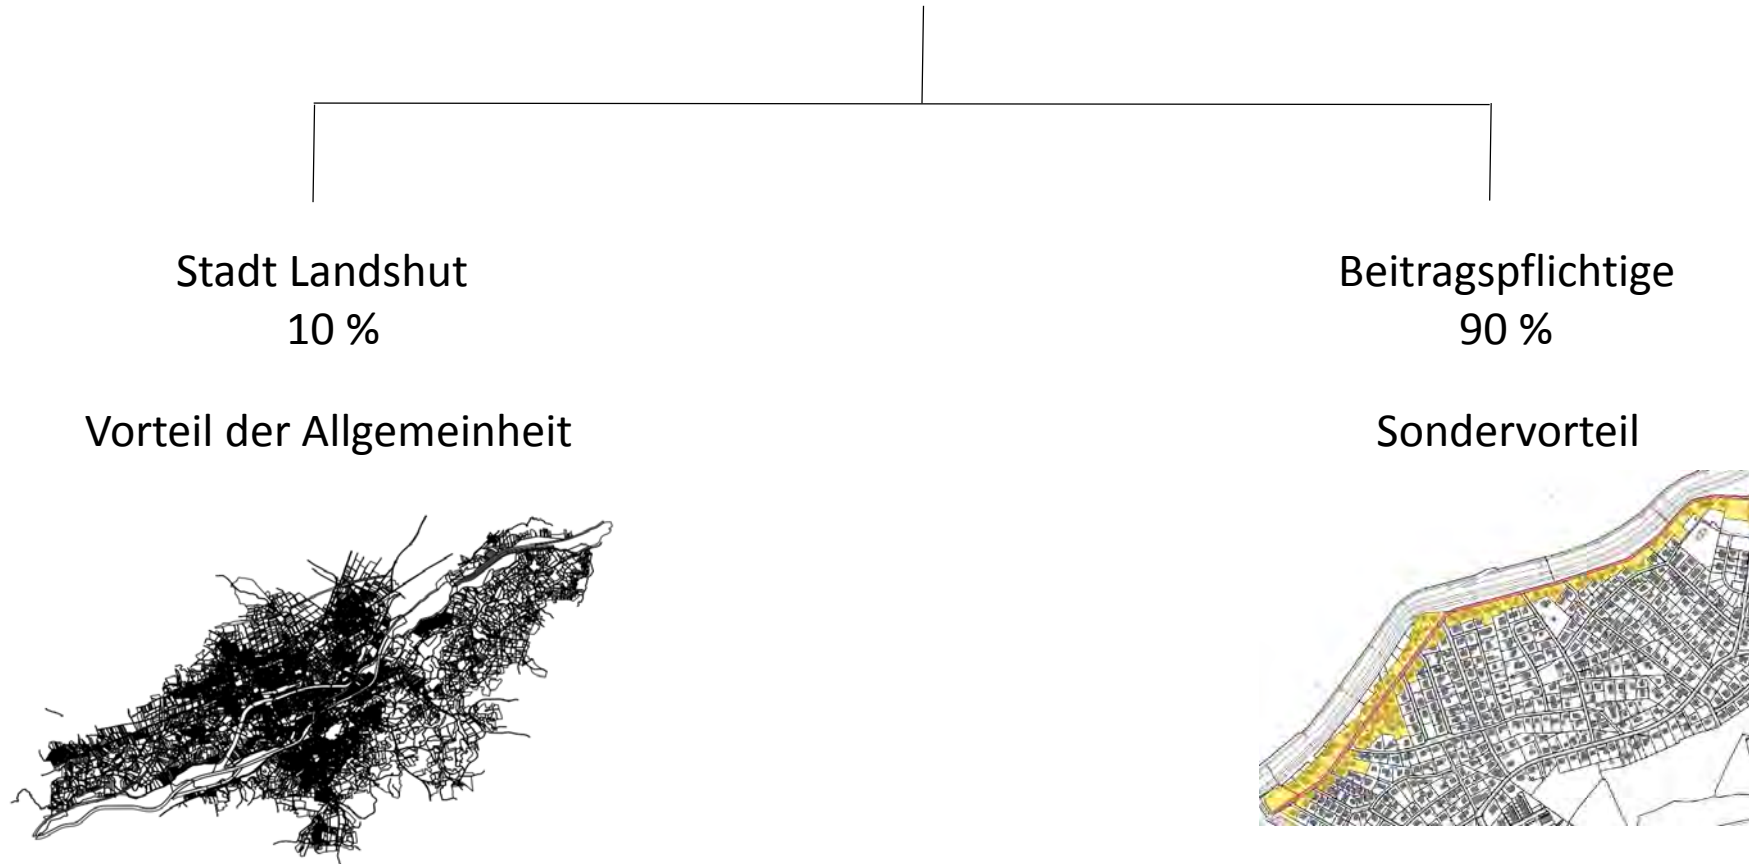 Stadt Landshut
10 %
Vorteil der Allgemeinheit
Beitragspflichtige
90 %
Sondervorteil